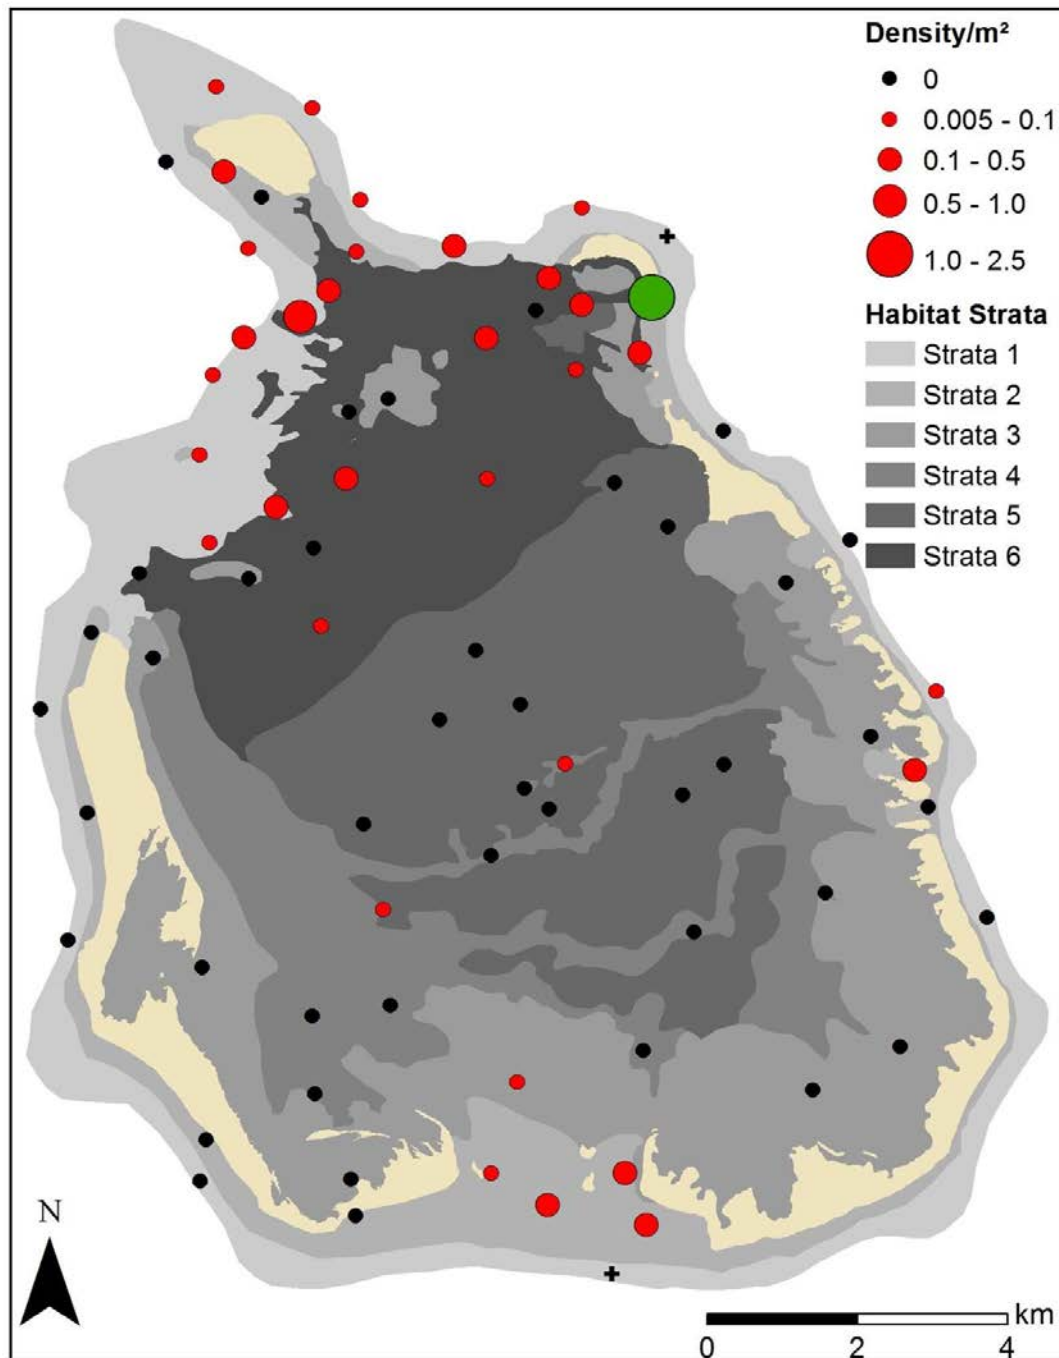 Density/m²
0
0.005 - 0.1
0.1 - 0.5
0.5 - 1.0
1.0 - 2.5
Habitat Strata
Strata 1
Strata 2
Strata 3
Strata 4
Strata 5
Strata 6
N
km
0 2 4